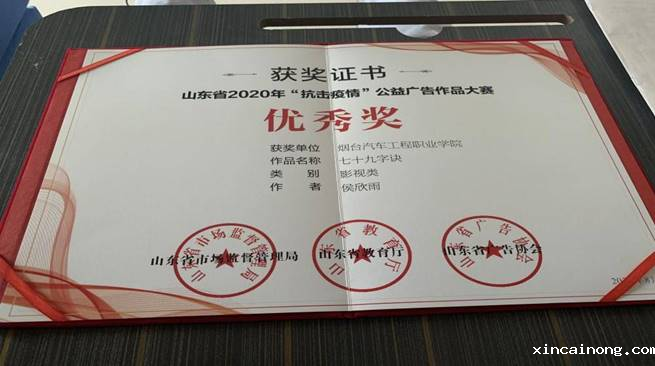 获奖证书
山东省2020年“抗击疫情”公益广告作品大赛
优秀奖
获奖单位 烟台汽车工程职业学院
作品名称 七十九字诀
类 别 影视类
作 者 侯欣雨
山东省市场监督管理局 山东省教育厅 山东省广告协会
山东省市场监督管理局 山东省教育厅 山东省广告协会
xincainong.com